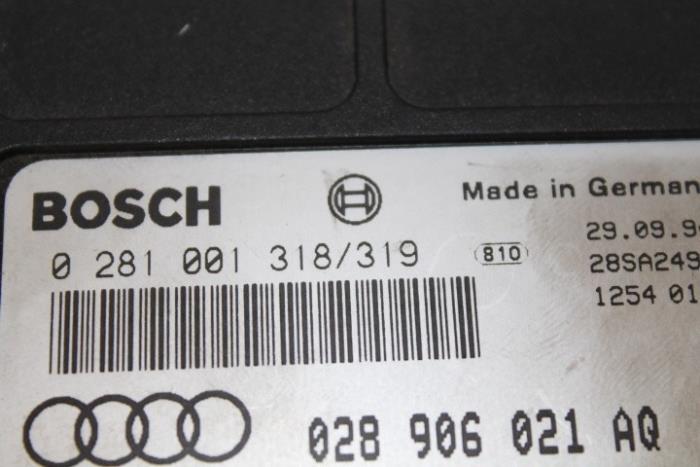 BOSCH
Made in German
0 281 001 318/319
810
29.09.9
28SA249
1254 01
028 906 021 AQ